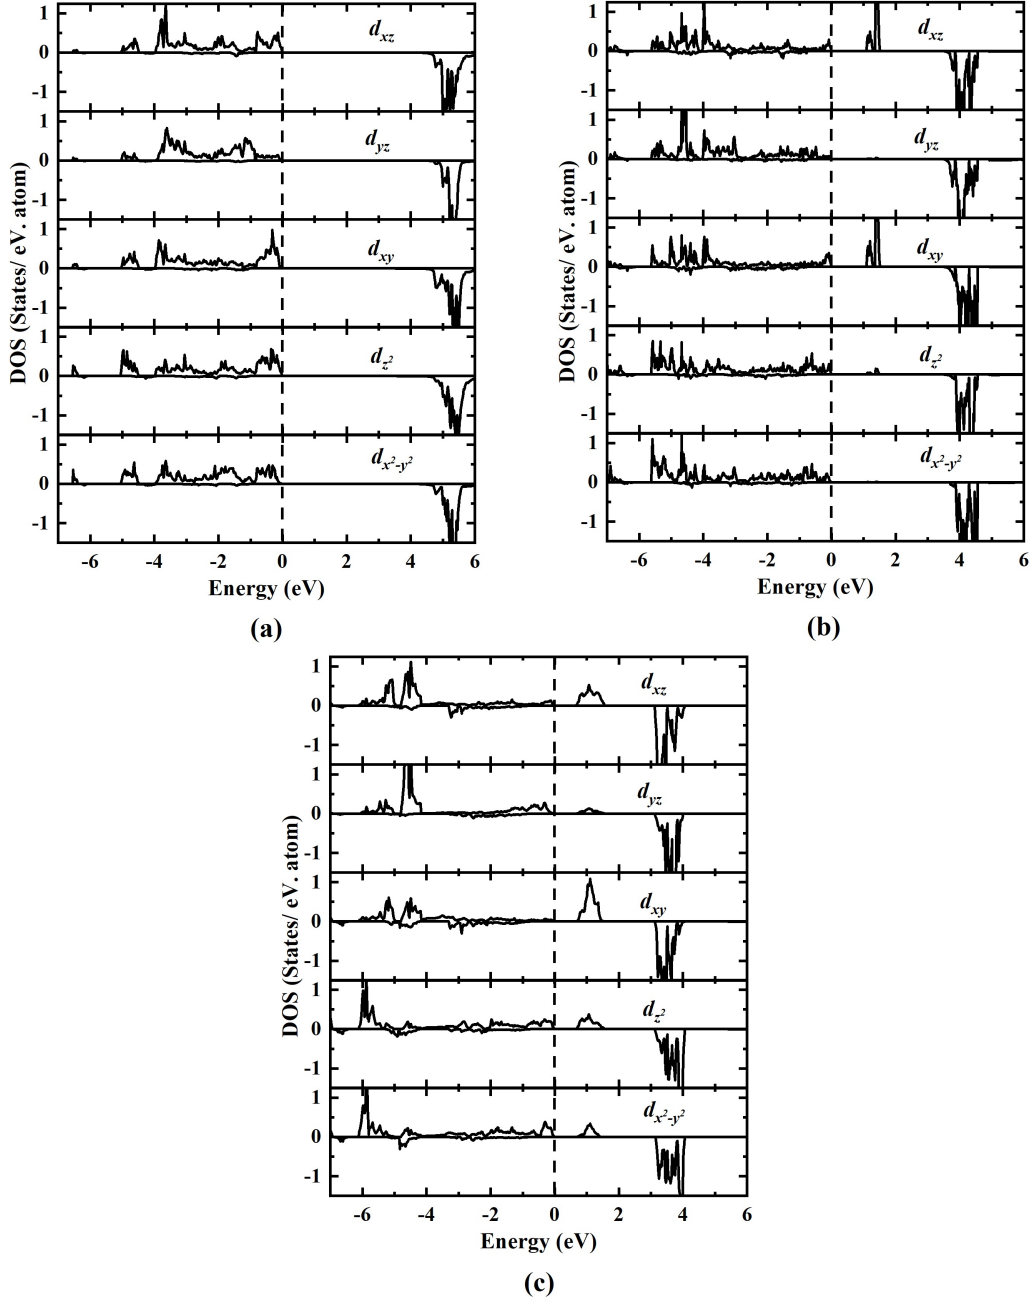 DOS (States/ eV. atom)
1
0
-1
d_xz
1
0
-1
d_yz
1
0
-1
d_xy
1
0
-1
d_z²
1
0
-1
d_x²-y²
-6 -4 -2 0 2 4 6
Energy (eV)
(a)
DOS (States/ eV. atom)
1
0
-1
d_xz
1
0
-1
d_yz
1
0
-1
d_xy
1
0
-1
d_z²
1
0
-1
d_x²-y²
-6 -4 -2 0 2 4 6
Energy (eV)
(b)
DOS (States/ eV. atom)
1
0
-1
d_xz
1
0
-1
d_yz
1
0
-1
d_xy
1
0
-1
d_z²
1
0
-1
d_x²-y²
-6 -4 -2 0 2 4 6
Energy (eV)
(c)